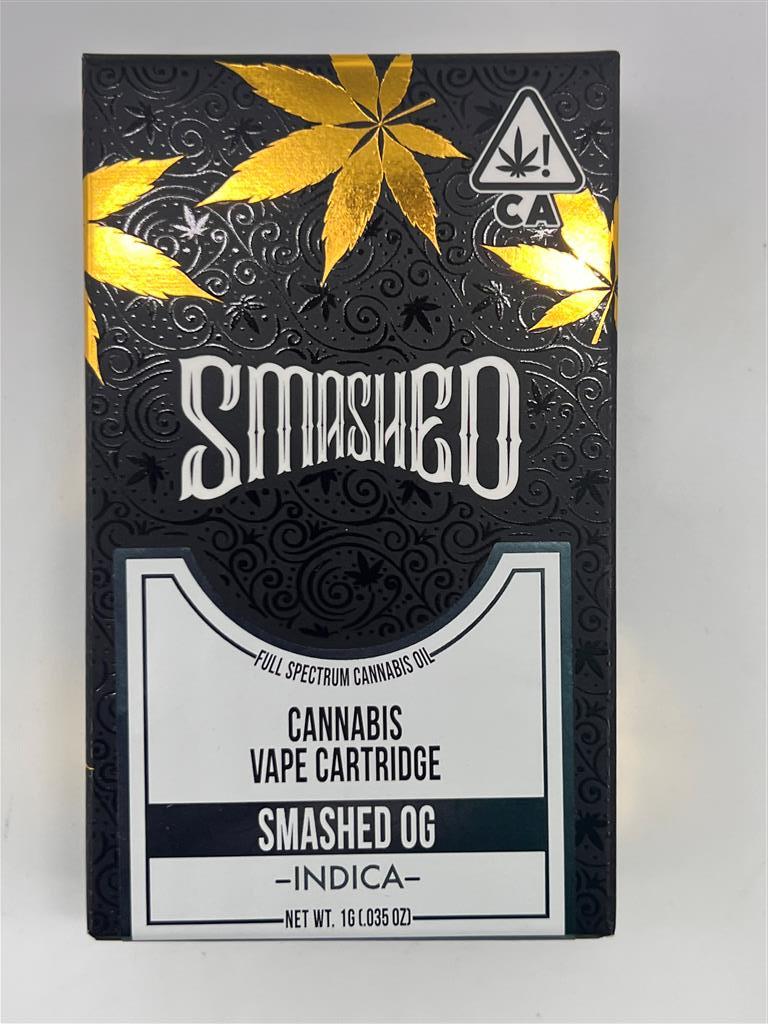 !
CA
SMASHED
FULL SPECTRUM CANNABIS OIL
CANNABIS
VAPE CARTRIDGE
SMASHED OG
-INDICA-
NET WT. 1G (.035 OZ)